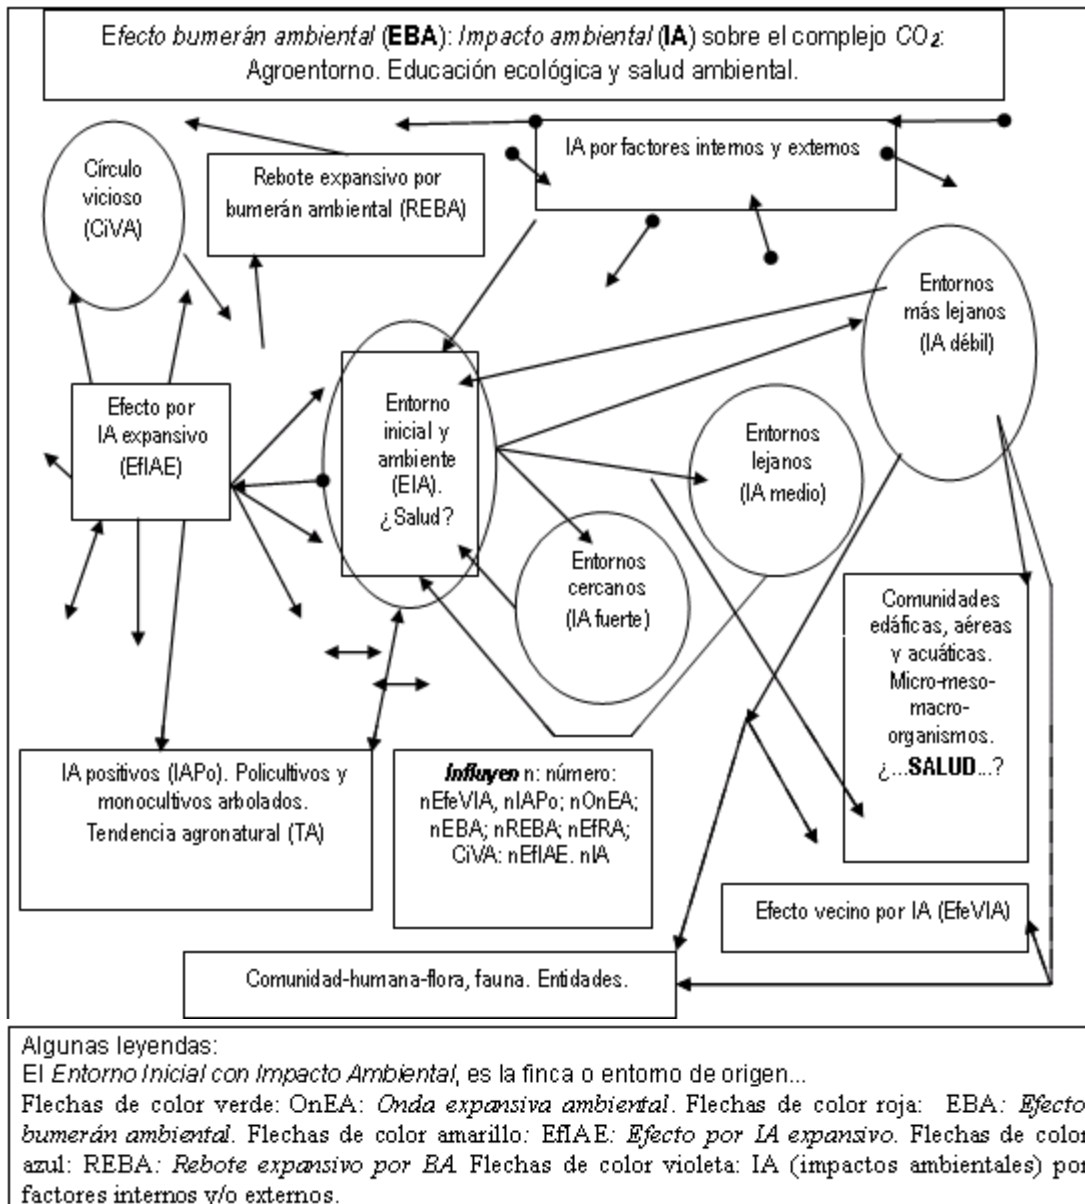 Efecto bumerán ambiental (EBA): Impacto ambiental (IA) sobre el complejo CO2:
Agroentorno. Educación ecológica y salud ambiental.
Círculo
vicioso
(CiVA)
Rebote expansivo por
bumerán ambiental (REBA)
IA por factores internos y externos
Entornos
más lejanos
(IA débil)
Efecto por
IA expansivo
(EfIAE)
Entorno
inicial y
ambiente
(EIA).
¿Salud?
Entornos
lejanos
(IA medio)
Entornos
cercanos
(IA fuerte)
Comunidades
edáficas, aéreas
y acuáticas.
Micro-meso-
macro-
organismos.
¿...SALUD...?
IA positivos (IAPo). Policultivos y
monocultivos arbolados.
Tendencia agronatural (TA)
Influyen n: número:
nEfeVIA, nIAPo; nOnEA;
nEBA; nREBA; nEfRA;
CiVA: nEfIAE. nIA
Efecto vecino por IA (EfeVIA)
Comunidad-humana-flora, fauna. Entidades.
Algunas leyendas:
El Entorno Inicial con Impacto Ambiental, es la finca o entorno de origen...
Flechas de color verde: OnEA: Onda expansiva ambiental. Flechas de color roja: EBA: Efecto
bumerán ambiental. Flechas de color amarillo: EfIAE: Efecto por IA expansivo. Flechas de color
azul: REBA: Rebote expansivo por BA Flechas de color violeta: IA (impactos ambientales) por
factores internos y/o externos.